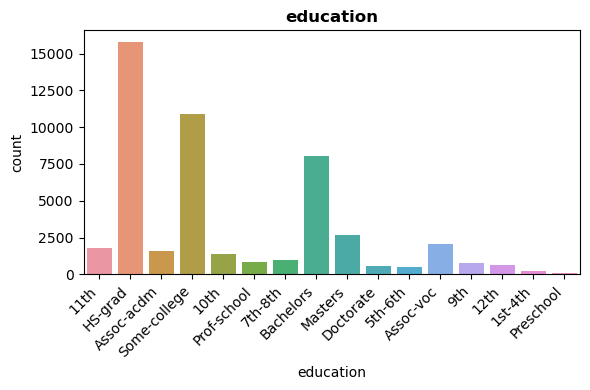 education
15000
12500
10000
7500
5000
2500
0
count
11th
HS-grad
Assoc-acdm
Some-college
10th
Prof-school
7th-8th
Bachelors
Masters
Doctorate
5th-6th
Assoc-voc
9th
12th
1st-4th
Preschool
education